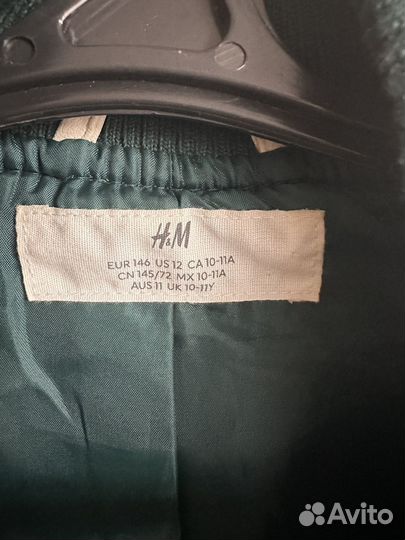 H&M
EUR 146 US 12 CA 10-11A
CN 145/72 MX 10-11A
AUS 11 UK 10-11Y
Avito